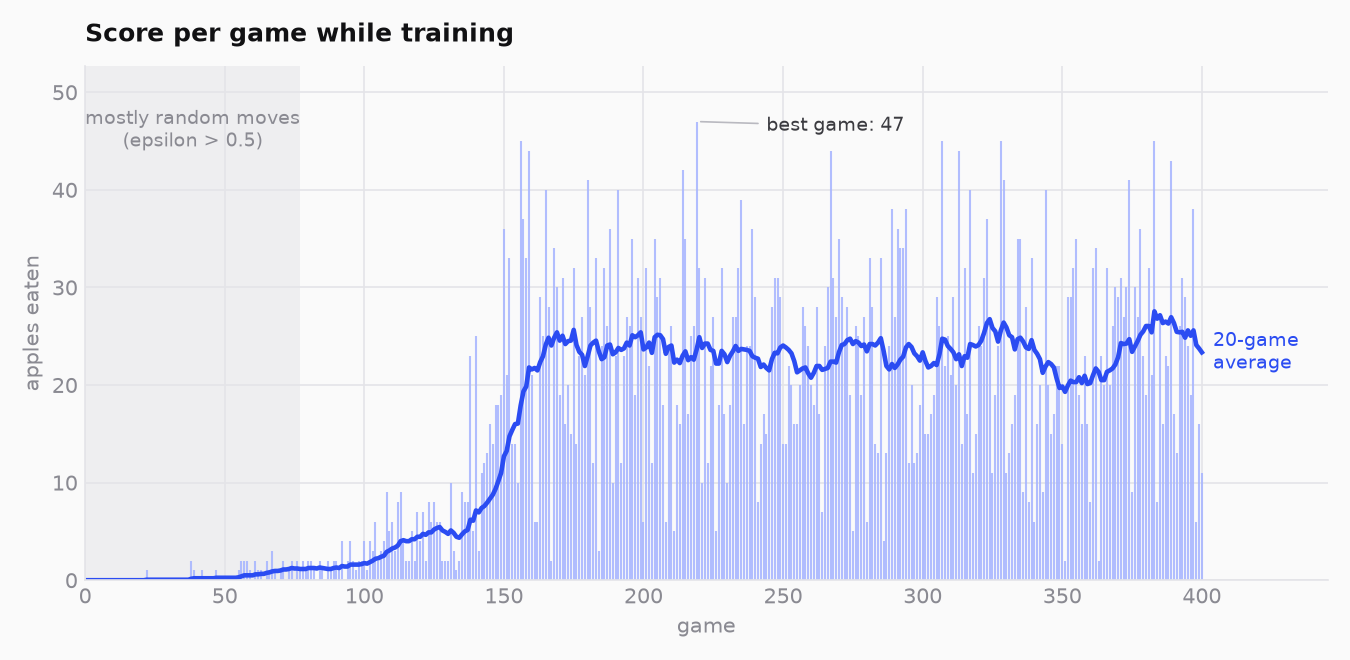 Score per game while training
50
mostly random moves
(epsilon > 0.5)
best game: 47
40
30
20-game
average
20
10
0
apples eaten
0 50 100 150 200 250 300 350 400
game